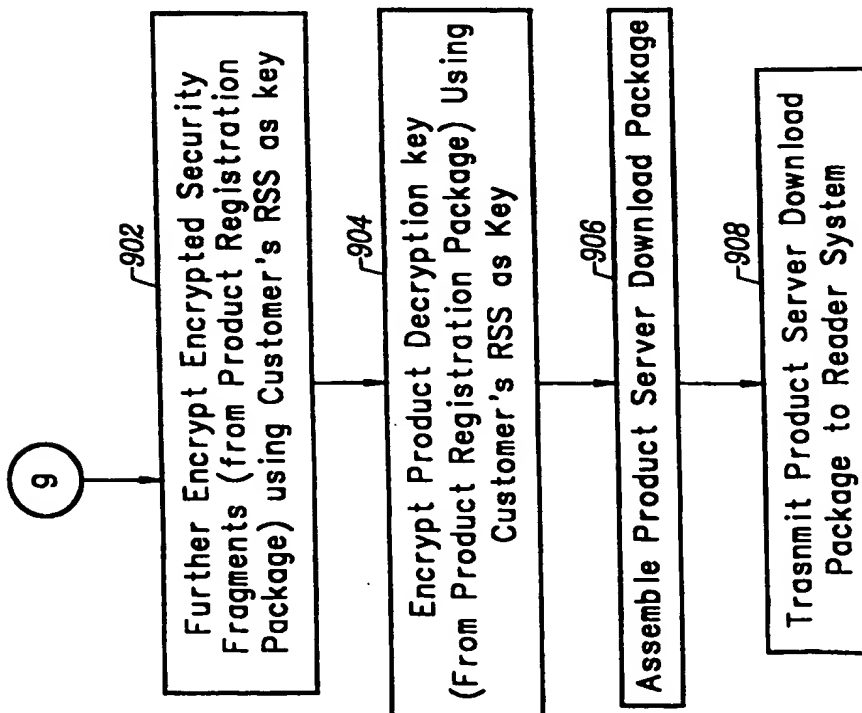 9
902
Further Encrypt Encrypted Security
Fragments (from Product Registration
Package) using Customer's RSS as key
904
Encrypt Product Decryption key
(From Product Registration Package) Using
Customer's RSS as Key
906
Assemble Product Server Download Package
908
Trasnmit Product Server Download
Package to Reader System